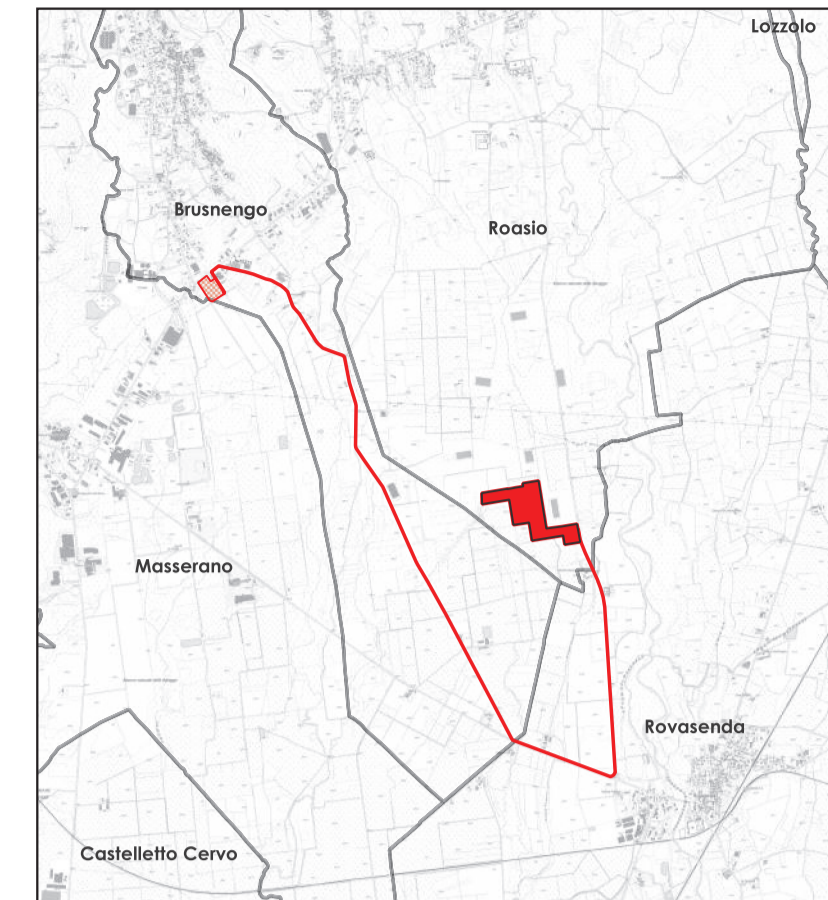 Lozzolo
Brusnengo
Roasio
Masserano
Rovasenda
Castelletto Cervo